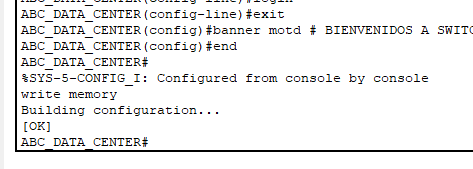 ABC_DATA_CENTER(config-line)#login
ABC_DATA_CENTER(config-line)#exit
ABC_DATA_CENTER(config)#banner motd # BIENVENIDOS A SWITC
ABC_DATA_CENTER(config)#end
ABC_DATA_CENTER#
%SYS-5-CONFIG_I: Configured from console by console
write memory
Building configuration...
[OK]
ABC_DATA_CENTER#